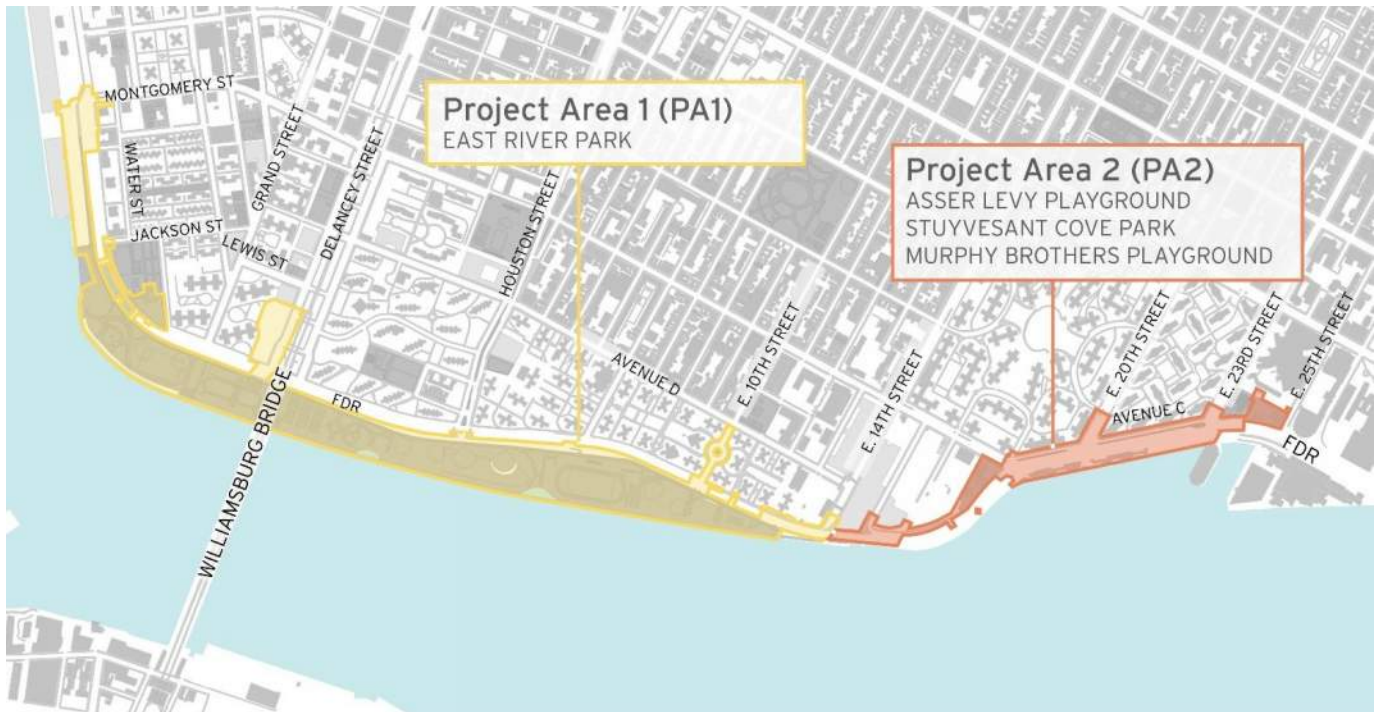 MONTGOMERY ST
WATER ST
JACKSON ST
GRAND STREET
LEWIS ST
DELANCEY STREET
HOUSTON STREET
Project Area 1 (PA1)
EAST RIVER PARK
Project Area 2 (PA2)
ASSER LEVY PLAYGROUND
STUYVESANT COVE PARK
MURPHY BROTHERS PLAYGROUND
WILLIAMSBURG BRIDGE
FDR
AVENUE D
E. 10TH STREET
E. 14TH STREET
E. 20TH STREET
AVENUE C
E. 23RD STREET
E. 25TH STREET
FDR